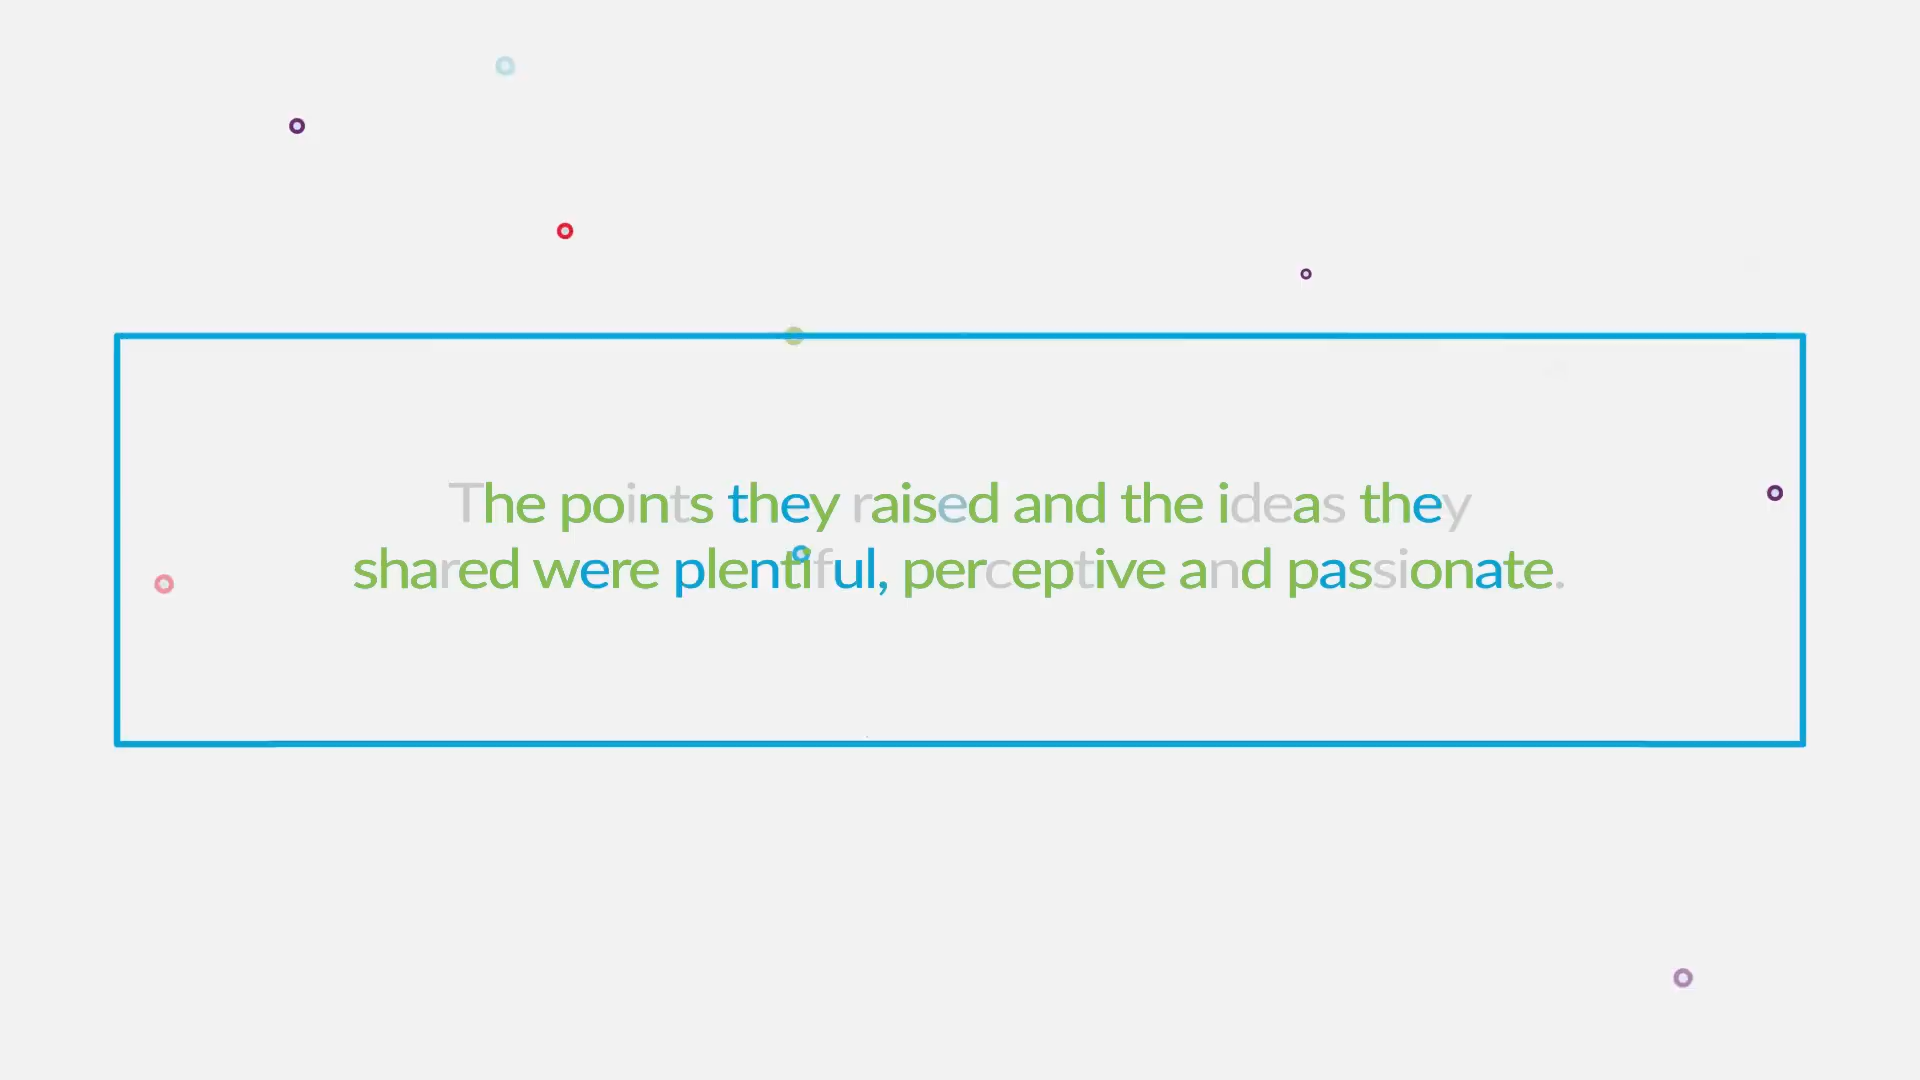 The points they raised and the ideas they
shared were plentiful, perceptive and passionate.